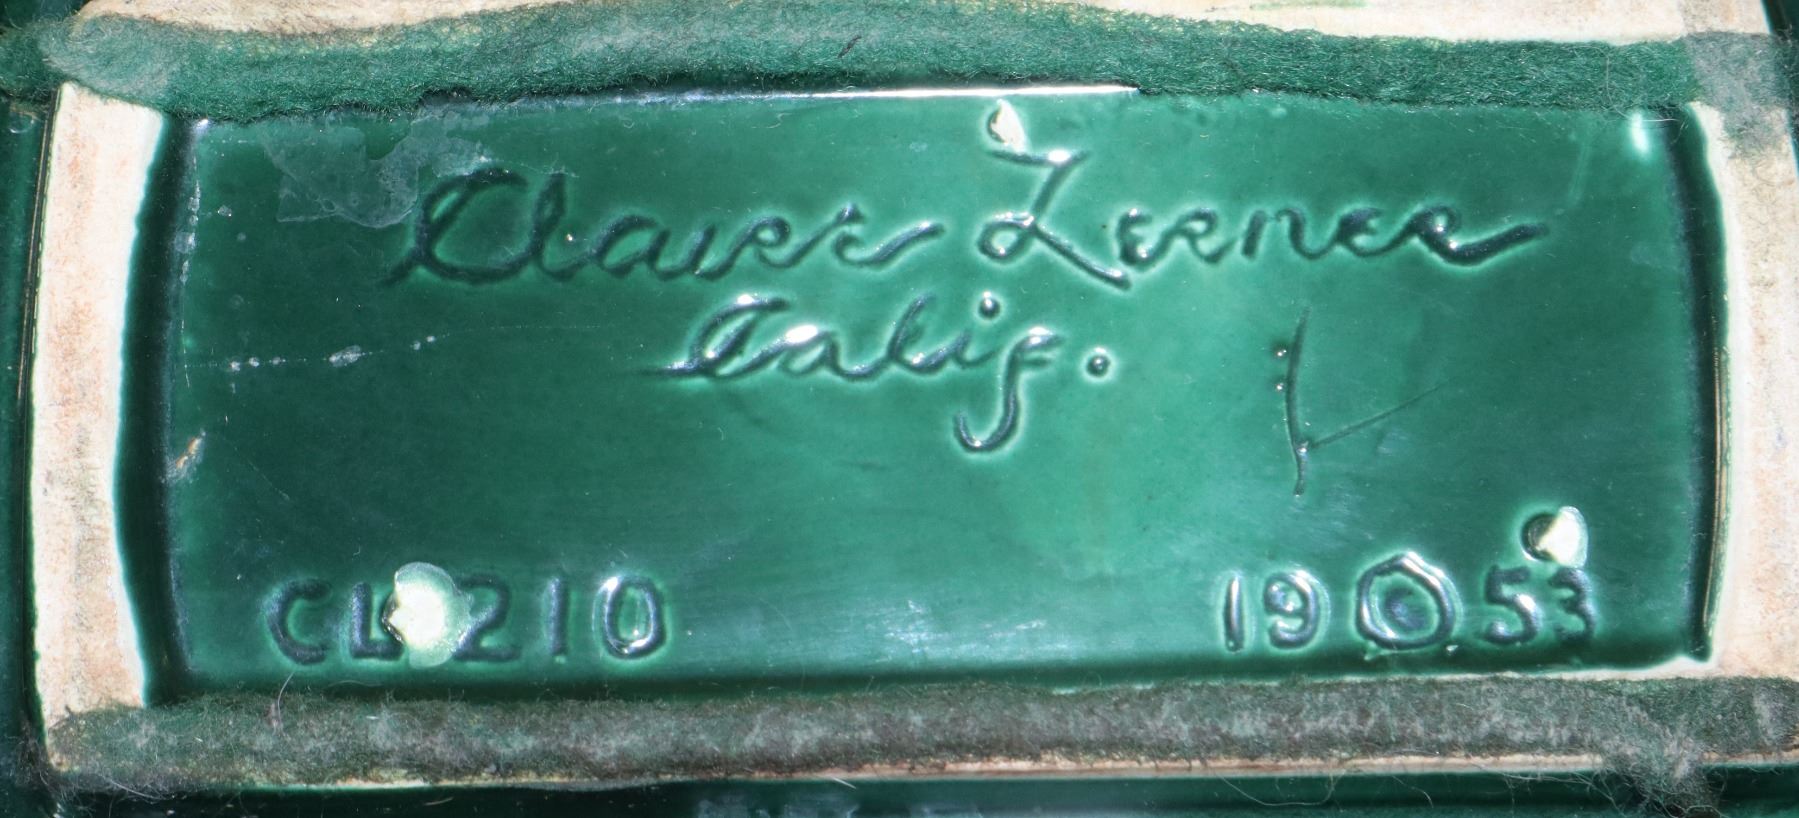 Claire Lerner
Calif.
CL 210 19©53